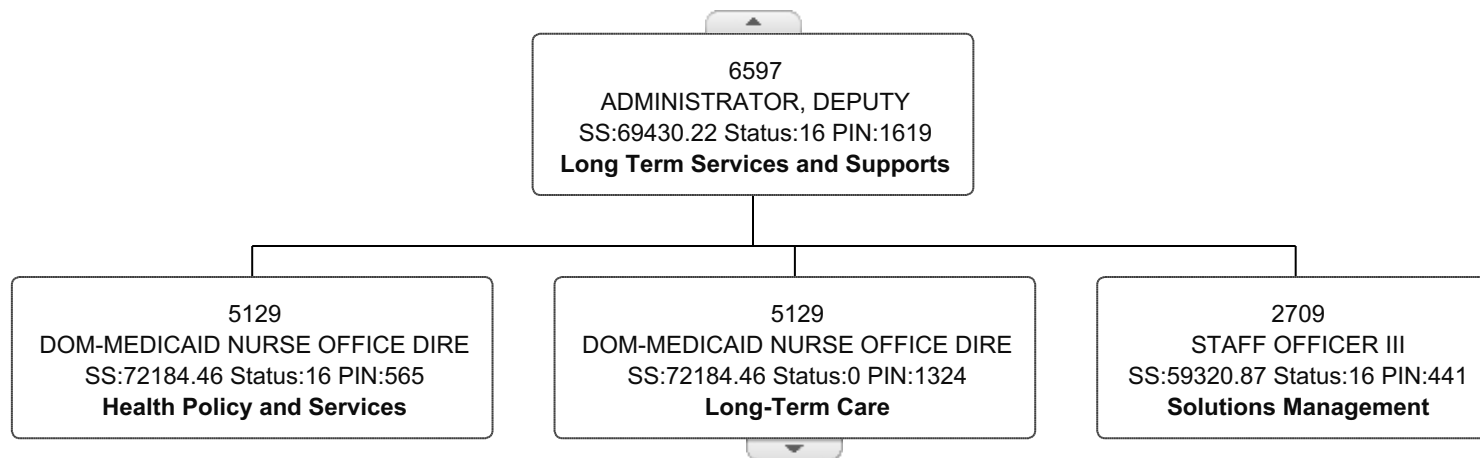 6597
ADMINISTRATOR, DEPUTY
SS:69430.22 Status:16 PIN:1619
Long Term Services and Supports
5129
DOM-MEDICAID NURSE OFFICE DIRE
SS:72184.46 Status:16 PIN:565
Health Policy and Services
5129
DOM-MEDICAID NURSE OFFICE DIRE
SS:72184.46 Status:0 PIN:1324
Long-Term Care
2709
STAFF OFFICER III
SS:59320.87 Status:16 PIN:441
Solutions Management